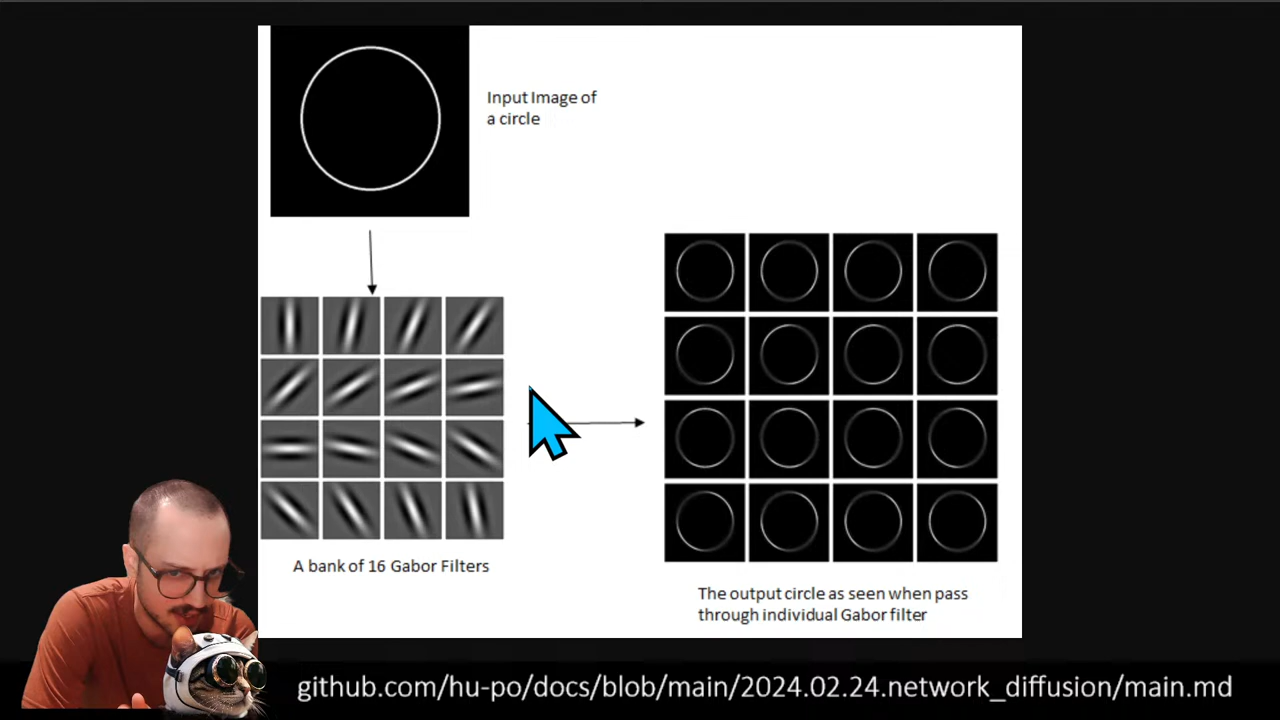 Input Image of
a circle
A bank of 16 Gabor Filters
The output circle as seen when pass
through individual Gabor filter
github.com/hu-po/docs/blob/main/2024.02.24.network_diffusion/main.md